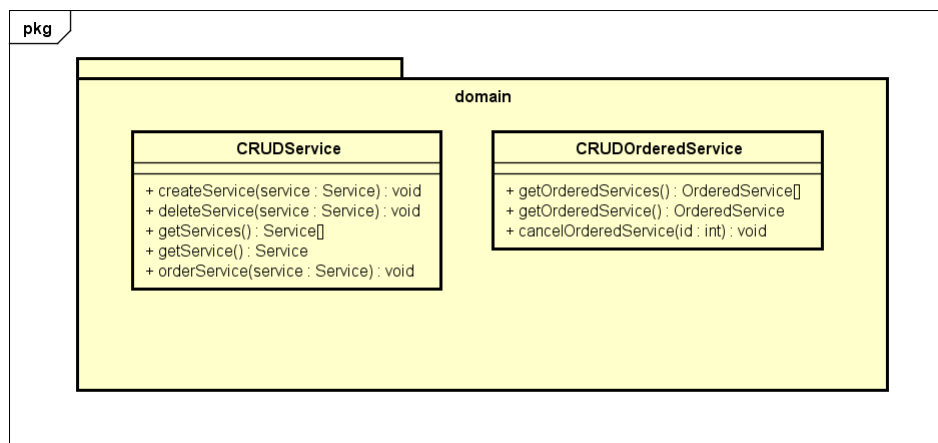 pkg
domain
CRUDService
+ createService(service : Service) : void
+ deleteService(service : Service) : void
+ getServices() : Service[]
+ getService() : Service
+ orderService(service : Service) : void
CRUDOrderedService
+ getOrderedServices() : OrderedService[]
+ getOrderedService() : OrderedService
+ cancelOrderedService(id : int) : void